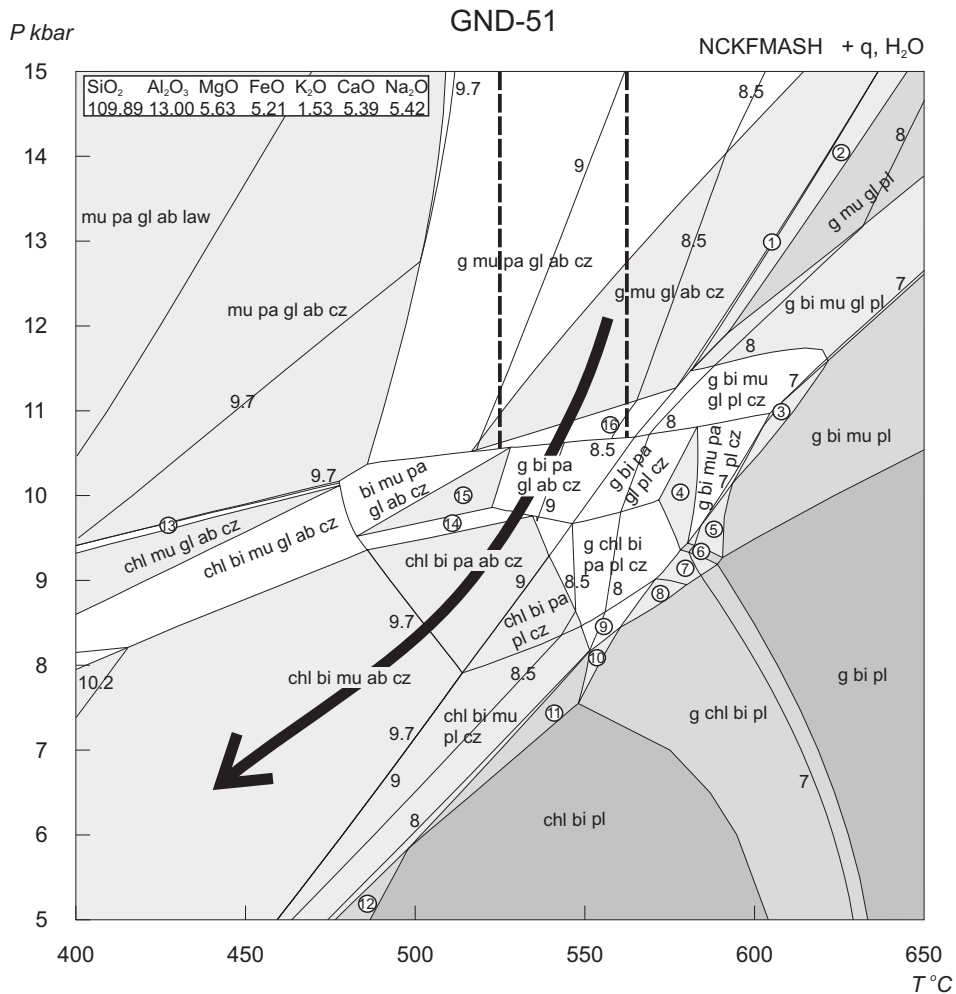 GND-51
P kbar
NCKFMASH + q, H₂O
15
SiO₂ Al₂O₃ MgO FeO K₂O CaO Na₂O
109.89 13.00 5.63 5.21 1.53 5.39 5.42
9.7
8.5
8
14
2
9
mu pa gl ab law
g mu gl pl
13
8.5
1
g mu pa gl ab cz
g mu gl ab cz
7
g bi mu gl pl
mu pa gl ab cz
12
8
g bi mu
gl pl cz
7
9.7
11
16
8
3
8.5
g bi mu pl
g bi mu pa
pl cz
g bi pa
gl pl cz
g bi pa
gl ab cz
9.7
bi mu pa
gl ab cz
7
10
15
4
9
13
14
5
chl mu gl ab cz
chl bi mu gl ab cz
g chl bi
pa pl cz
6
chl bi pa ab cz
7
9
9
8.5
8
8
chl bi pa
pl cz
9.7
9
8
10
chl bi mu ab cz
8.5
10.2
g bi pl
chl bi mu
pl cz
11
g chl bi pl
9.7
7
9
7
6
8
chl bi pl
12
5
400
450
500
550
600
650
T °C